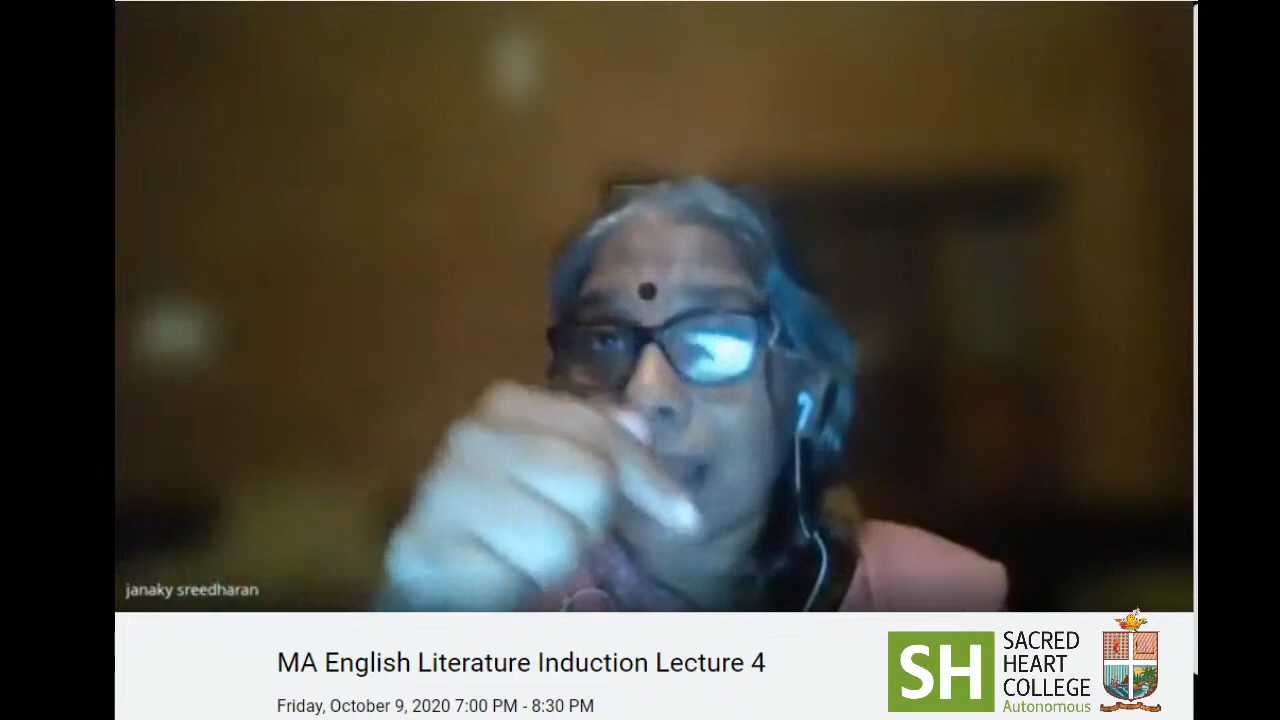 janaky sreedharan
MA English Literature Induction Lecture 4
Friday, October 9, 2020 7:00 PM - 8:30 PM
SH
SACRED
HEART
COLLEGE
Autonomous